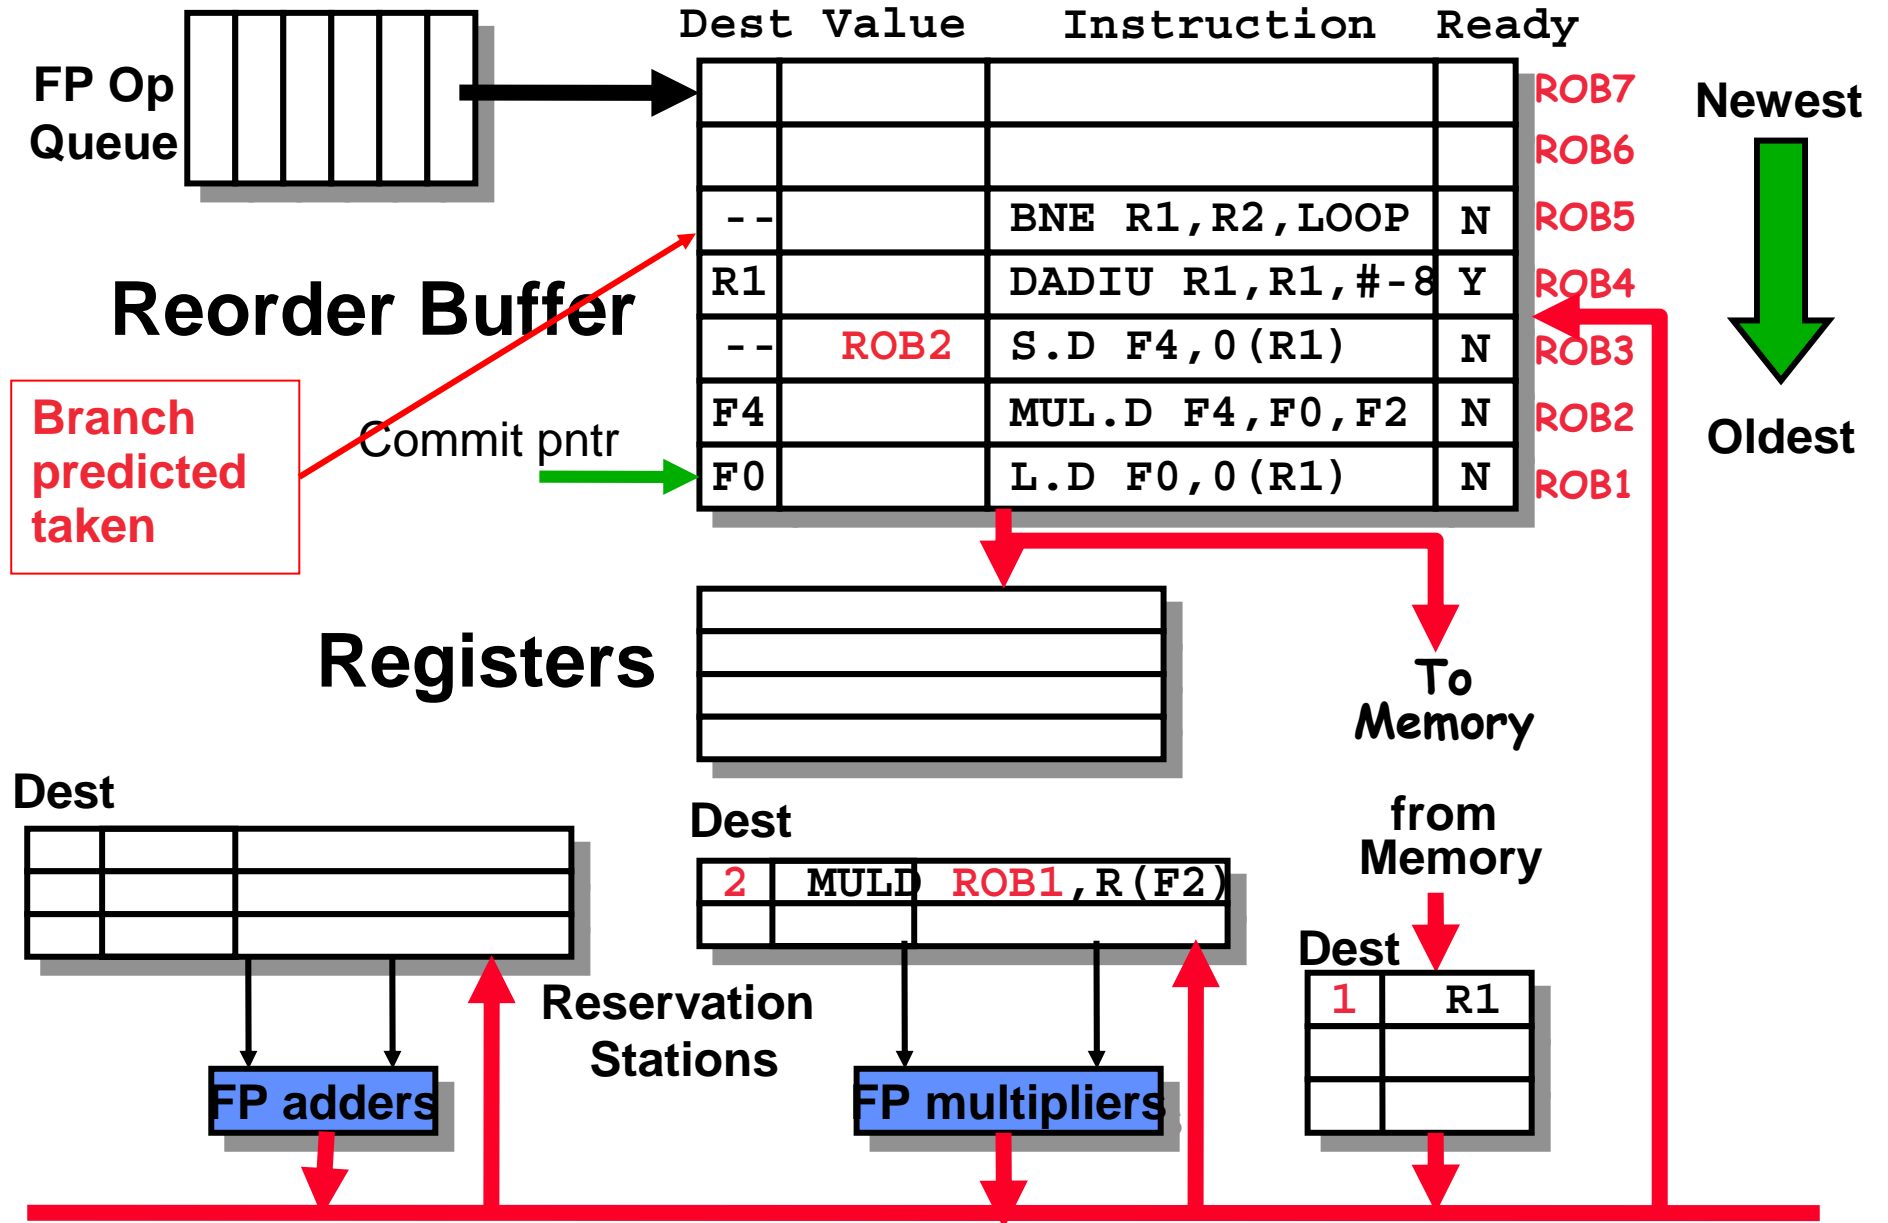 Dest Value Instruction Ready
FP Op
Queue
ROB7
ROB6
-- BNE R1,R2,LOOP N ROB5
R1 DADIU R1,R1,#-8 Y ROB4
-- ROB2 S.D F4,0(R1) N ROB3
F4 MUL.D F4,F0,F2 N ROB2
F0 L.D F0,0(R1) N ROB1
Newest
Oldest
Reorder Buffer
Branch
predicted
taken
Commit pntr
Registers
To
Memory
Dest
Dest
2 MULD ROB1,R(F2)
from
Memory
Dest
1 R1
Reservation
Stations
FP adders
FP multipliers